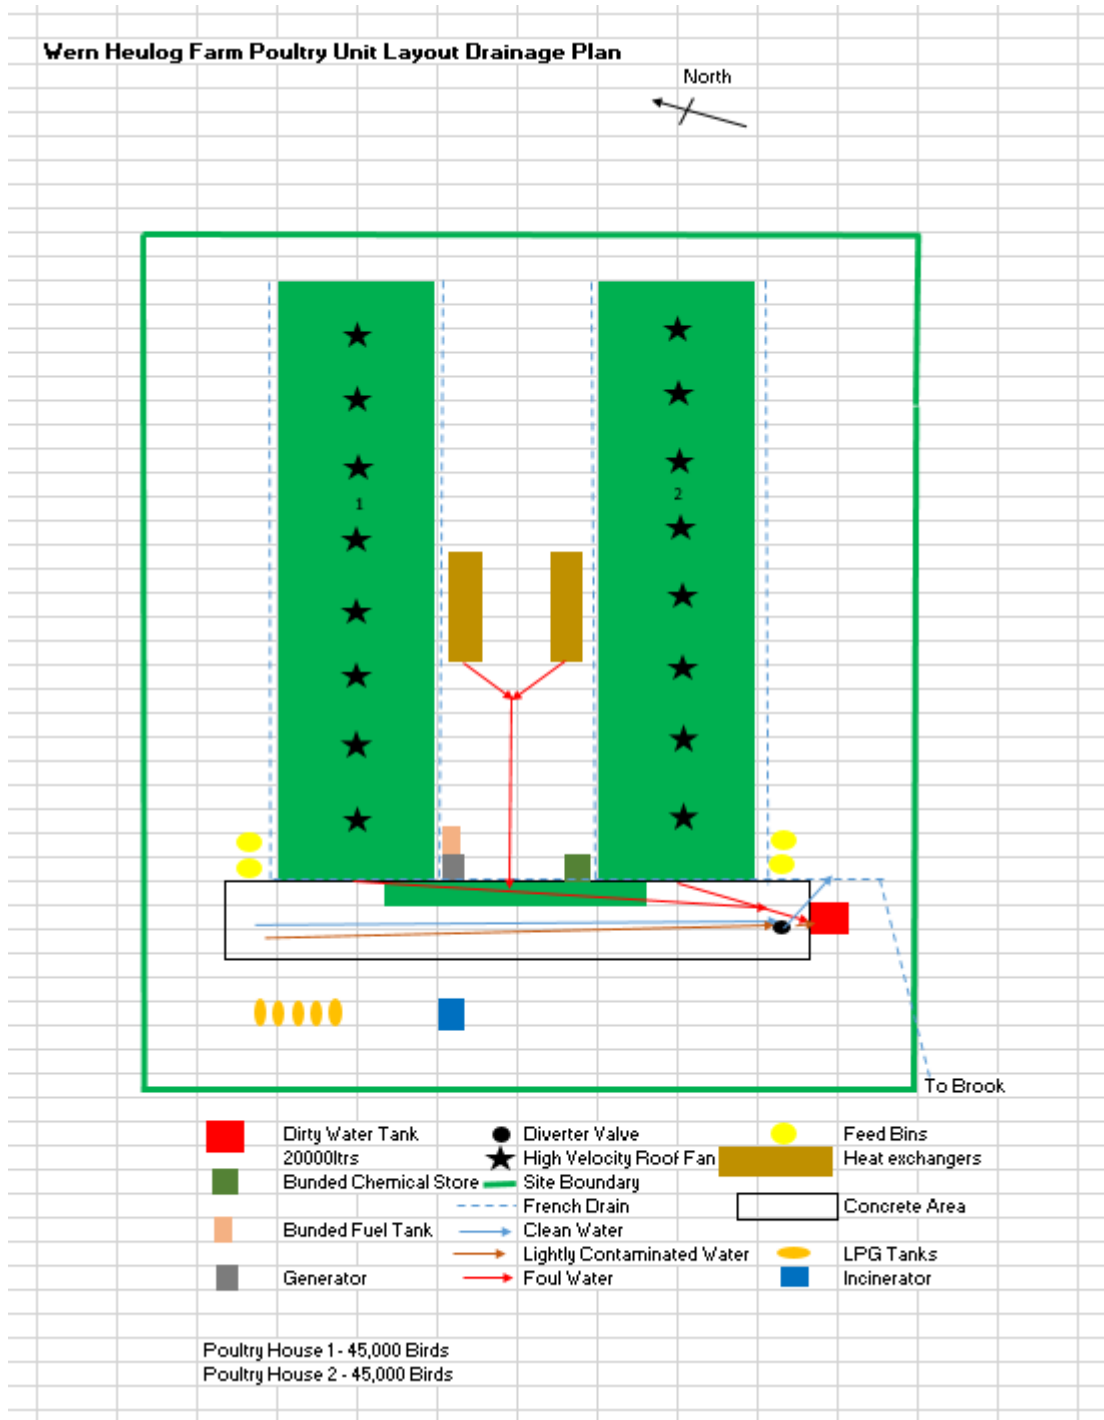 Wern Heulog Farm Poultry Unit Layout Drainage Plan
North
1
2
To Brook
Dirty Water Tank
20000ltrs
Diverter Valve
Feed Bins
High Velocity Roof Fan
Heat exchangers
Bunded Chemical Store
Site Boundary
French Drain
Concrete Area
Bunded Fuel Tank
Clean Water
Lightly Contaminated Water
LPG Tanks
Generator
Foul Water
Incinerator
Poultry House 1- 45,000 Birds
Poultry House 2 - 45,000 Birds